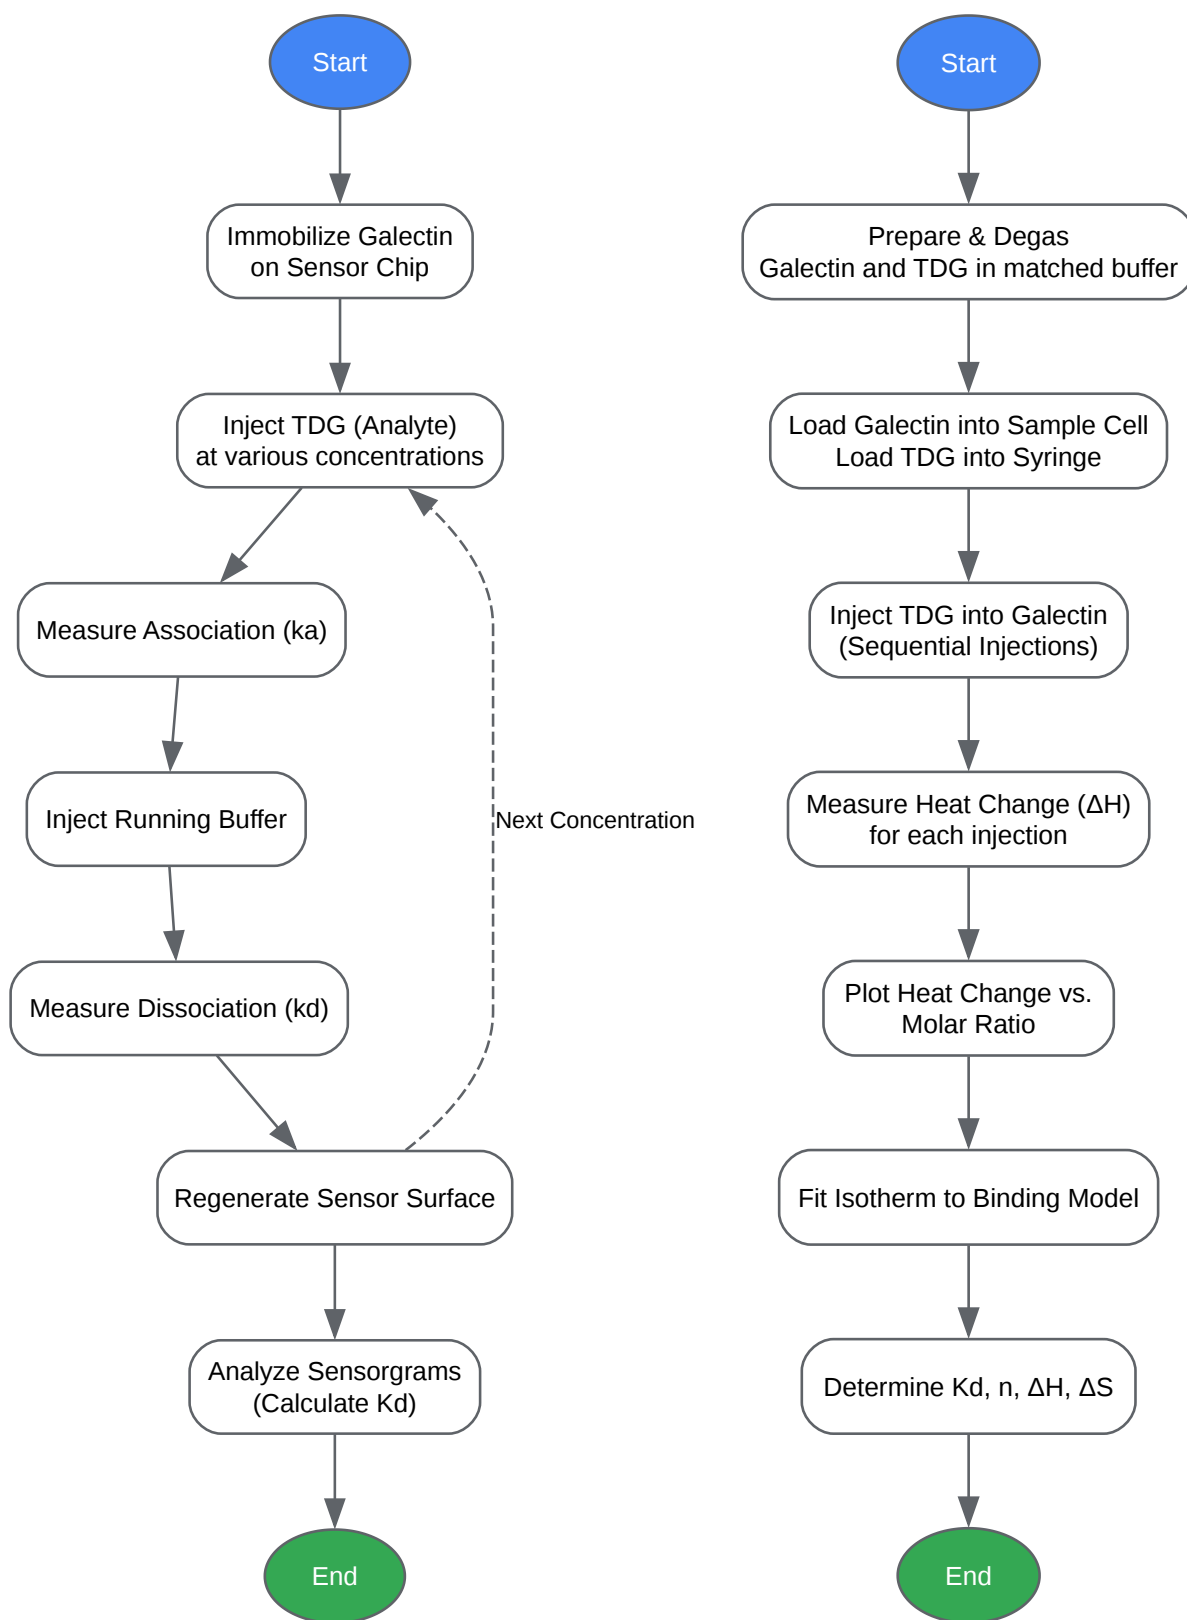 Start
Immobilize Galectin
on Sensor Chip
Inject TDG (Analyte)
at various concentrations
Measure Association (ka)
Inject Running Buffer
Next Concentration
Measure Dissociation (kd)
Regenerate Sensor Surface
Analyze Sensorgrams
(Calculate Kd)
End
Start
Prepare & Degas
Galectin and TDG in matched buffer
Load Galectin into Sample Cell
Load TDG into Syringe
Inject TDG into Galectin
(Sequential Injections)
Measure Heat Change (ΔH)
for each injection
Plot Heat Change vs.
Molar Ratio
Fit Isotherm to Binding Model
Determine Kd, n, ΔH, ΔS
End